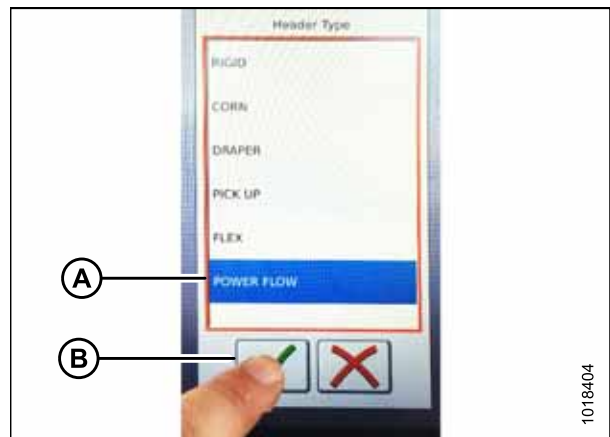 Header Type
RIGID
CORN
DRAPER
PICK UP
FLEX
A
POWER FLOW
B
1018404